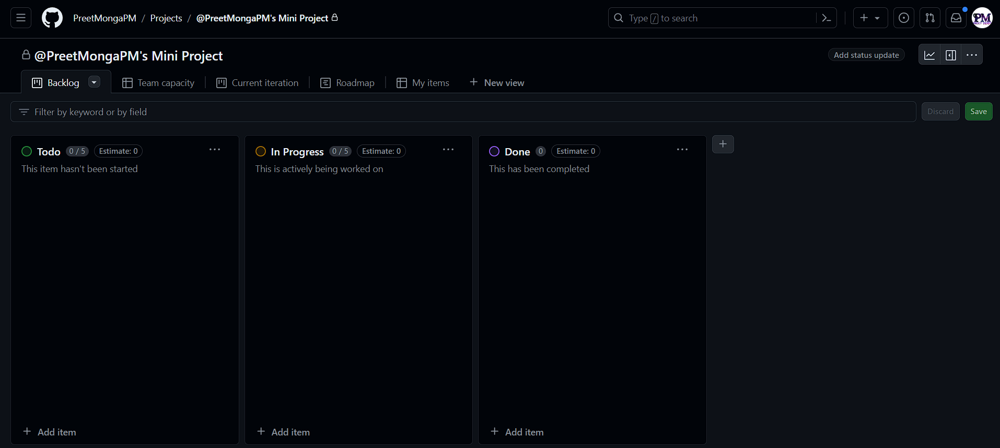 PreetMongaPM / Projects / @PreetMongaPM's Mini Project
Type / to search
PM
@PreetMongaPM's Mini Project
Add status update
Backlog
Team capacity
Current iteration
Roadmap
My items
New view
Filter by keyword or by field
Discard
Save
Todo 0 / 5 Estimate: 0
This item hasn't been started
Add item
In Progress 0 / 5 Estimate: 0
This is actively being worked on
Add item
Done 0 Estimate: 0
This has been completed
Add item